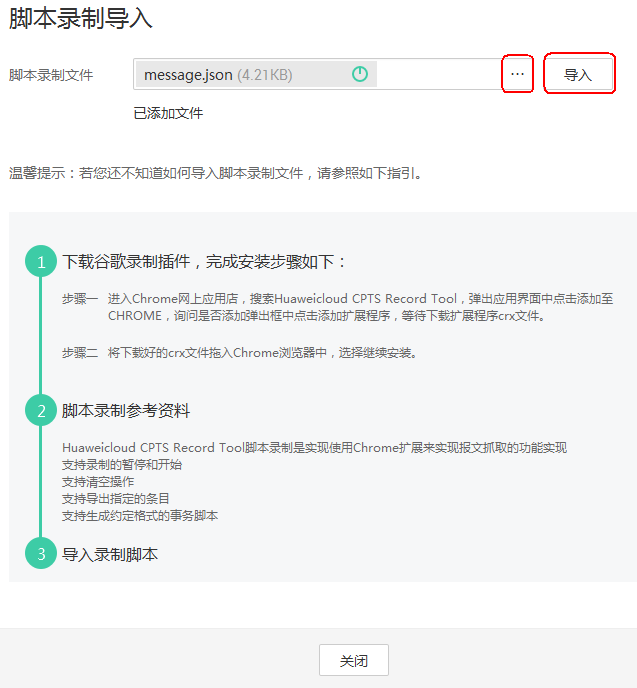 脚本录制导入
脚本录制文件 message.json (4.21KB) ... 导入
已添加文件
温馨提示：若您还不知道如何导入脚本录制文件，请参照如下指引。
1 下载谷歌录制插件，完成安装步骤如下：
步骤一 进入Chrome网上应用店，搜索Huaweicloud CPTS Record Tool，弹出应用界面中点击添加至
CHROME，询问是否添加弹出框中点击添加扩展程序，等待下载扩展程序crx文件。
步骤二 将下载好的crx文件拖入Chrome浏览器中，选择继续安装。
2 脚本录制参考资料
Huaweicloud CPTS Record Tool脚本录制是实现使用Chrome扩展来实现报文抓取的功能实现
支持录制的暂停和开始
支持清空操作
支持导出指定的条目
支持生成约定格式的事务脚本
3 导入录制脚本
关闭